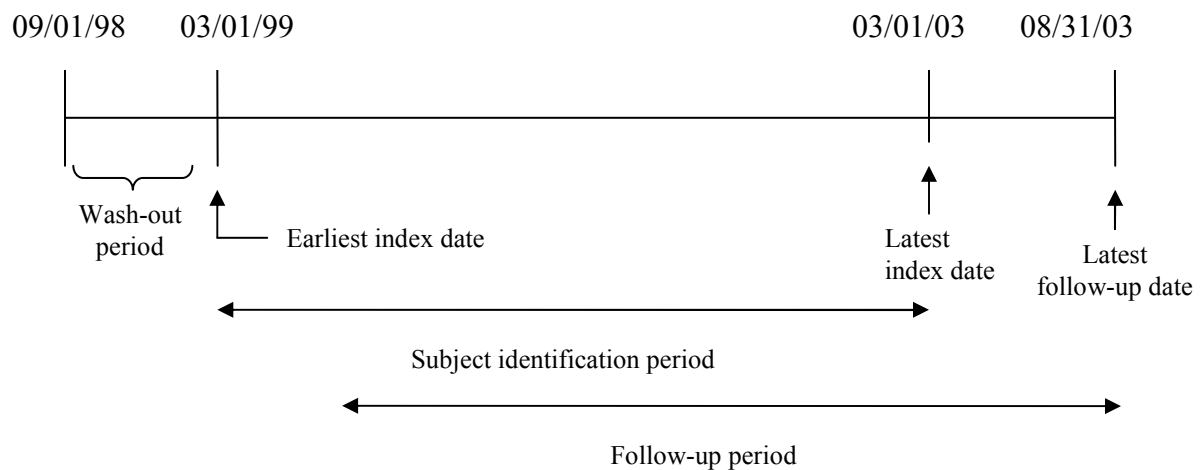 09/01/98 03/01/99 03/01/03 08/31/03
Wash-out
period
Earliest index date
Latest
index date
Latest
follow-up date
Subject identification period
Follow-up period